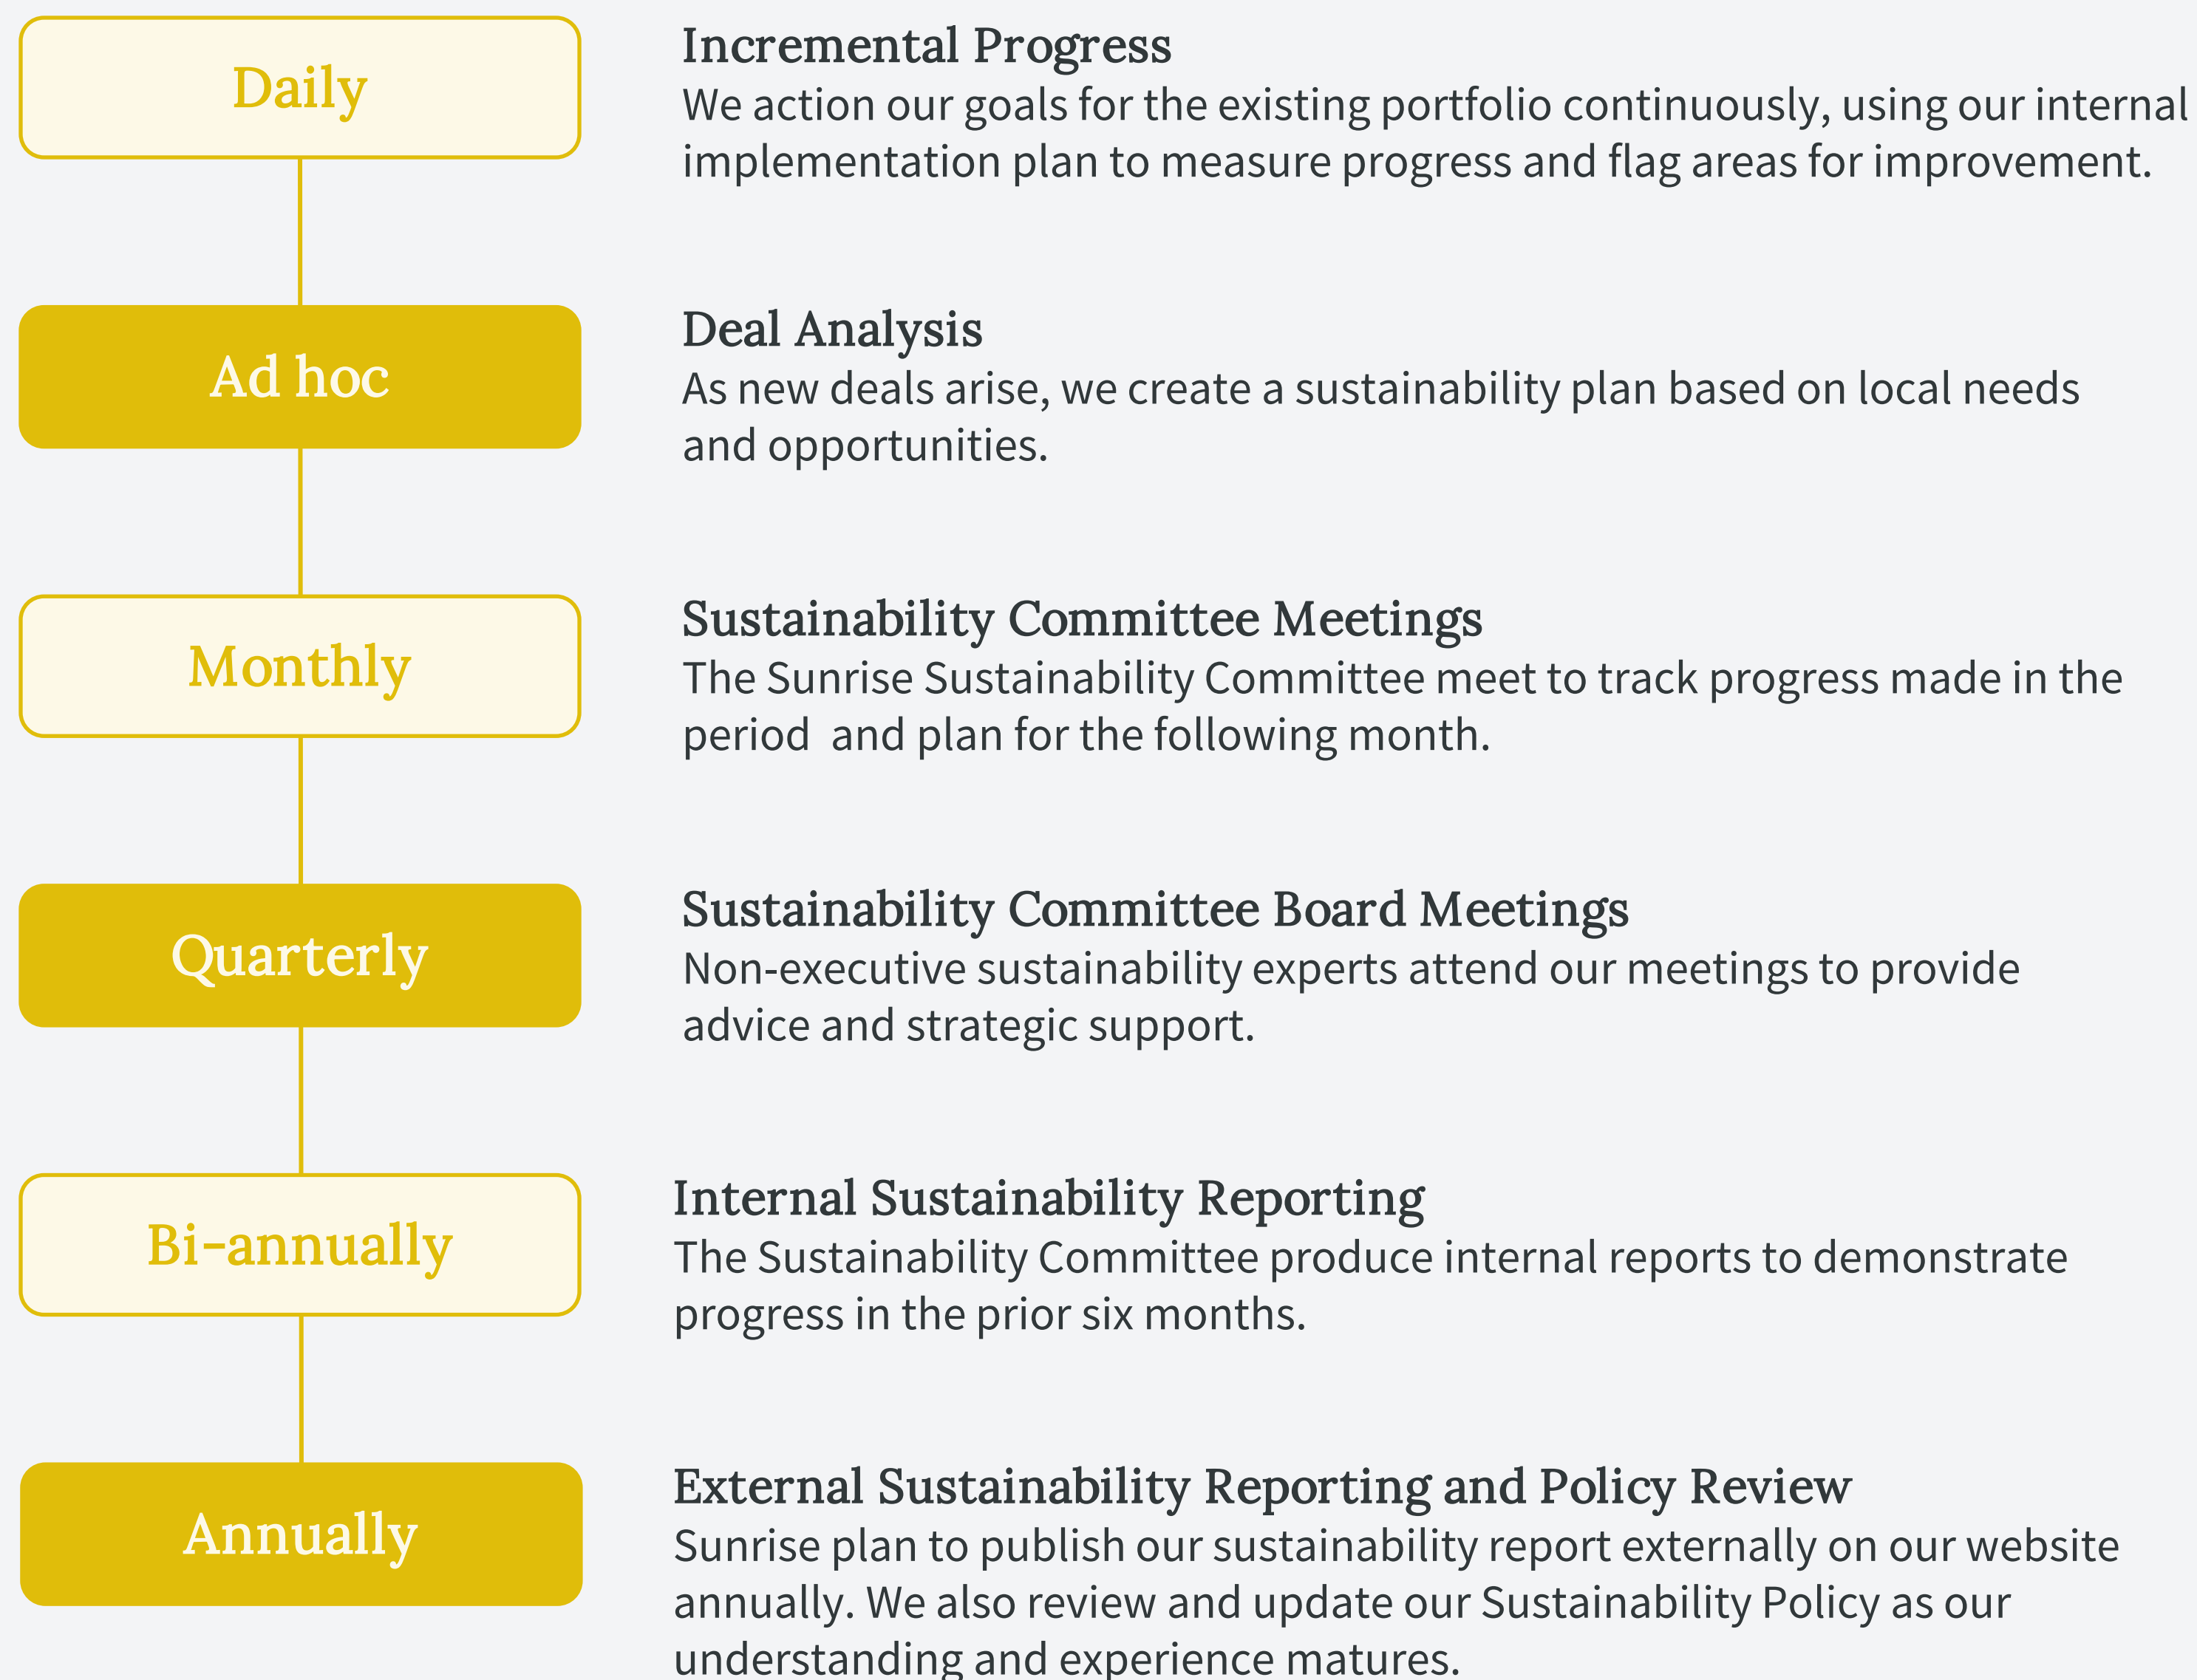 Daily
Incremental Progress
We action our goals for the existing portfolio continuously, using our internal
implementation plan to measure progress and flag areas for improvement.
Ad hoc
Deal Analysis
As new deals arise, we create a sustainability plan based on local needs
and opportunities.
Monthly
Sustainability Committee Meetings
The Sunrise Sustainability Committee meet to track progress made in the
period  and plan for the following month.
Quarterly
Sustainability Committee Board Meetings
Non-executive sustainability experts attend our meetings to provide
advice and strategic support.
Bi-annually
Internal Sustainability Reporting
The Sustainability Committee produce internal reports to demonstrate
progress in the prior six months.
Annually
External Sustainability Reporting and Policy Review
Sunrise plan to publish our sustainability report externally on our website
annually. We also review and update our Sustainability Policy as our
understanding and experience matures.